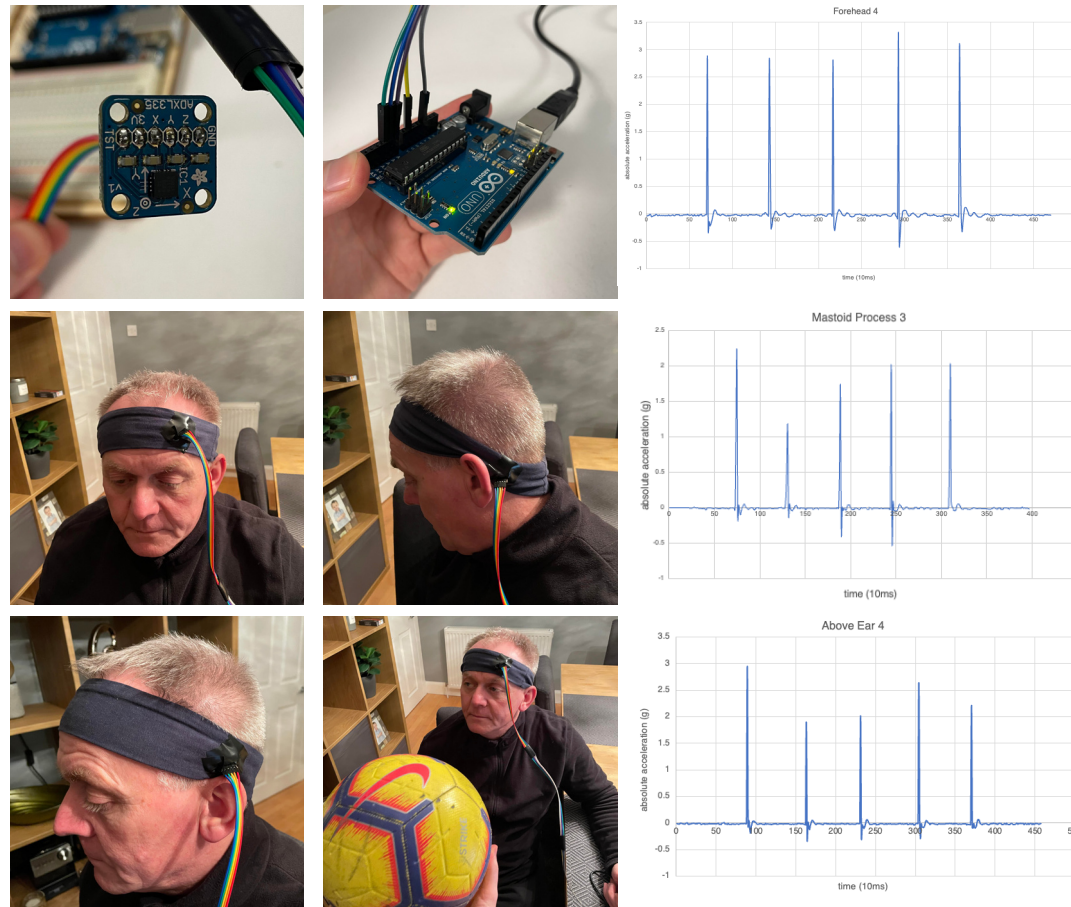 ADXL335
TST
3V
X
Y
Z
GND
Y
X
Z
v1
ARDUINO
UNO
Forehead 4
absolute acceleration (g)
3.5
3
2.5
2
1.5
1
0.5
0
-0.5
-1
0 50 100 150 200 250 300 350 400 450
time (10ms)
Mastoid Process 3
absolute acceleration (g)
2.5
2
1.5
1
0.5
0
-0.5
-1
0 50 100 150 200 250 300 350 400
time (10ms)
Above Ear 4
absolute acceleration (g)
3.5
3
2.5
2
1.5
1
0.5
0
-0.5
-1
0 50 100 150 200 250 300 350 400 450
time (10ms)